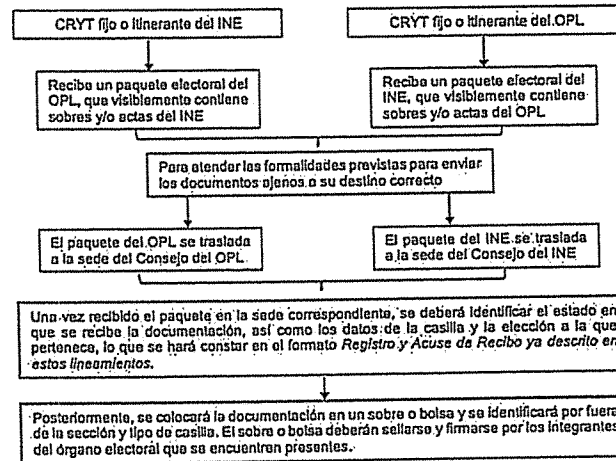 CRYT fijo o itinerante del INE
CRYT fijo o itinerante del OPL
Recibe un paquete electoral del
OPL, que visiblemente contiene
sobres y/o actas del INE
Recibe un paquete electoral del
INE, que visiblemente contiene
sobres y/o actas del OPL
Para atender las formalidades previstas para enviar
los documentos ajenos a su destino correcto
El paquete del OPL se traslada
a la sede del Consejo del OPL.
El paquete del INE se traslada
a la sede del Consejo del INE
Una vez recibido el paquete en la sede correspondiente, se deberá identificar el estado en
que se recibe la documentación, así como los datos de la casilla y la elección a la que
pertenece, lo que se hará constar en el formato Registro y Acuse de Recibo ya descrito en
estos lineamientos.
Posteriormente, se colocará la documentación en un sobre o bolsa y se identificará por fuera
de la sección y tipo de casilla. El sobre o bolsa deberán sellarse y firmarse por los integrantes
del órgano electoral que se encuentren presentes.